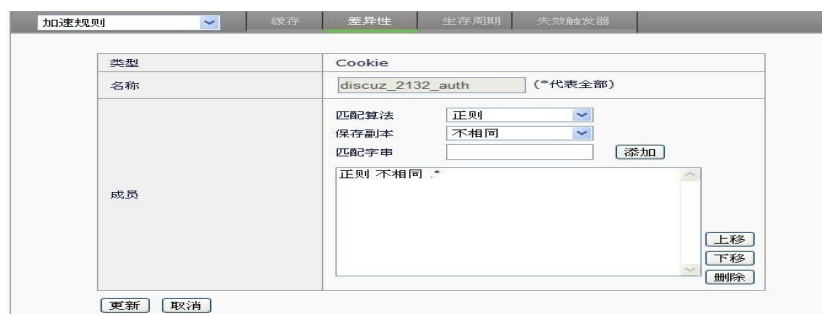 加速规则 缓存 差异性 生存周期 失效触发器
类型 Cookie
名称 discuz_2132_auth (*代表全部)
匹配算法 正则
保存副本 不相同
匹配字串 添加
成员
正则 不相同 .*
上移
下移
删除
更新 取消